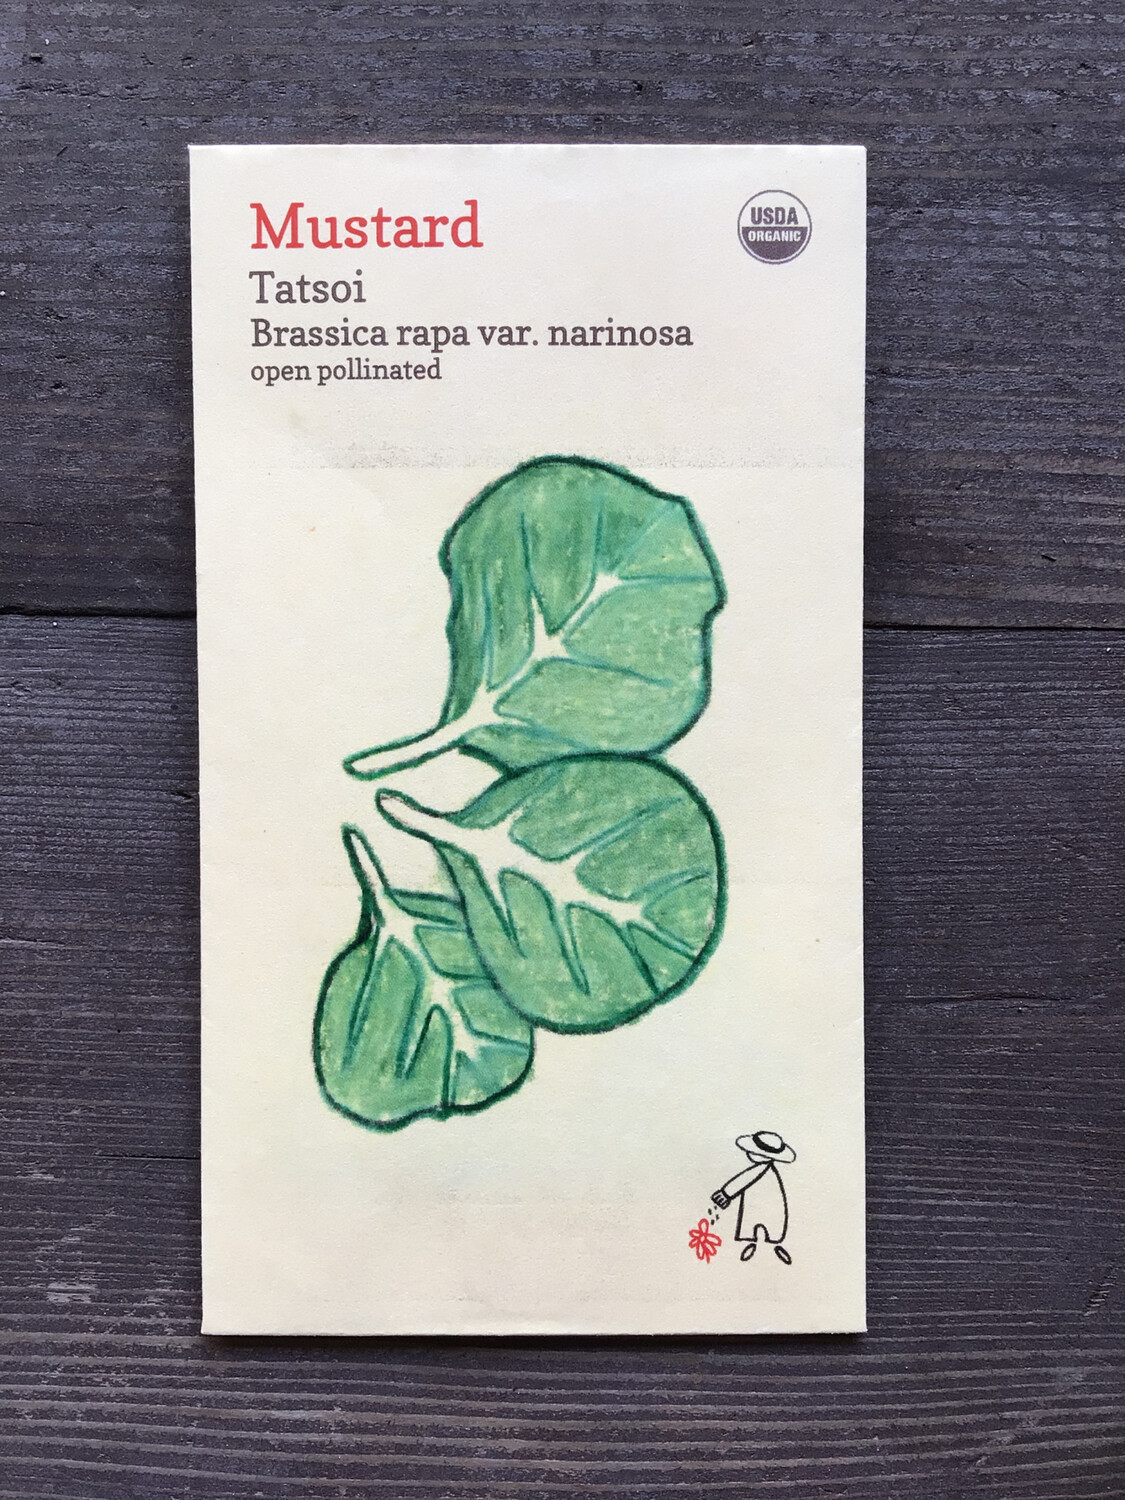 Mustard
Tatsoi
Brassica rapa var. narinosa
open pollinated
USDA
ORGANIC